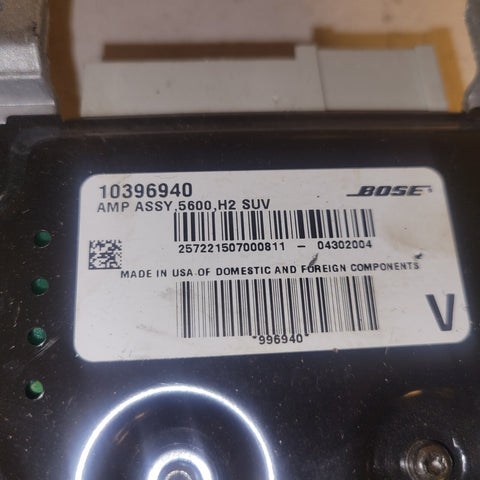 10396940 BOSE
AMP ASSY,5600,H2 SUV
257221507000811 - 04302004
MADE IN USA OF DOMESTIC AND FOREIGN COMPONENTS
V
*996940*